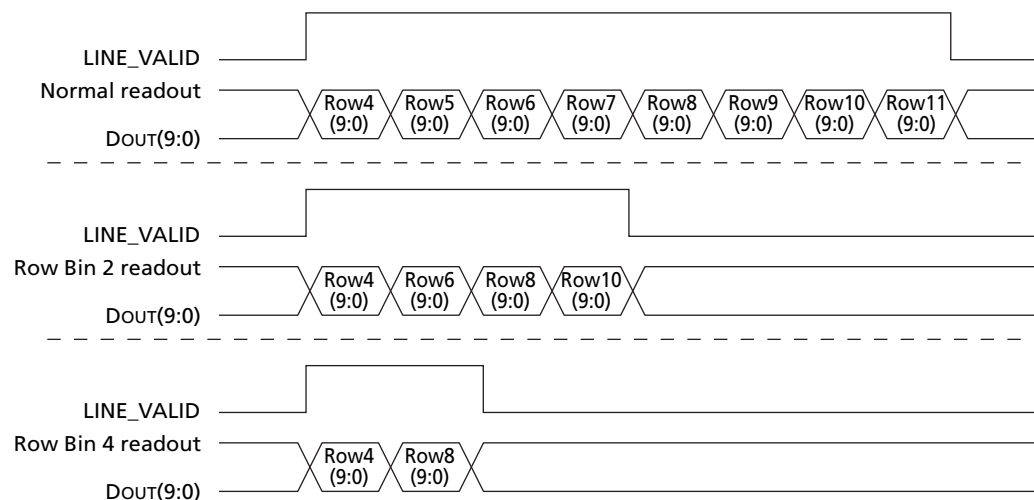 LINE_VALID
Normal readout
Row4 Row5 Row6 Row7 Row8 Row9 Row10 Row11
(9:0) (9:0) (9:0) (9:0) (9:0) (9:0) (9:0) (9:0)
DOUT(9:0)
LINE_VALID
Row Bin 2 readout
Row4 Row6 Row8 Row10
(9:0) (9:0) (9:0) (9:0)
DOUT(9:0)
LINE_VALID
Row Bin 4 readout
Row4 Row8
(9:0) (9:0)
DOUT(9:0)